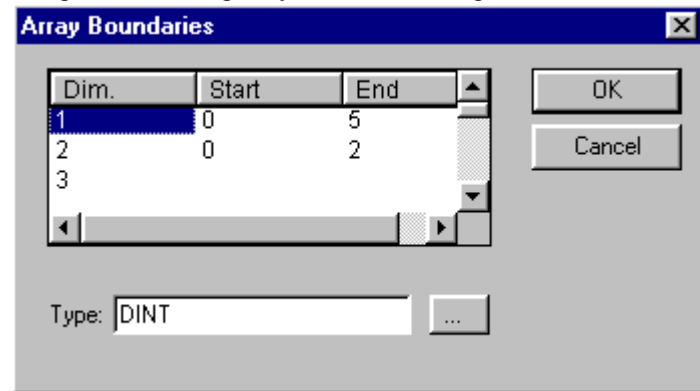 Array Boundaries
Dim. Start End
1 0 5
2 0 2
3
OK
Cancel
Type: DINT ...